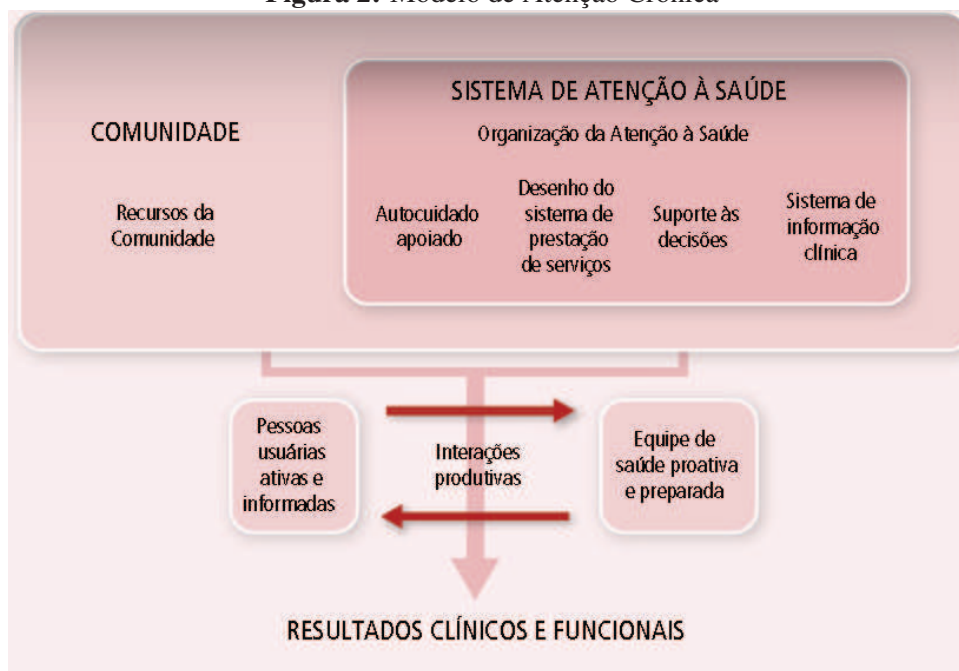 Figura 2: Modelo de Atenção Crônica
SISTEMA DE ATENÇÃO À SAÚDE
COMUNIDADE
Organização da Atenção à Saúde
Recursos da
Comunidade
Autocuidado
apoiado
Desenho do
sistema de
prestação
de serviços
Suporte às
decisões
Sistema de
informação
clínica
Pessoas
usuárias
ativas e
informadas
Interações
produtivas
Equipe de
saúde proativa
e preparada
RESULTADOS CLÍNICOS E FUNCIONAIS